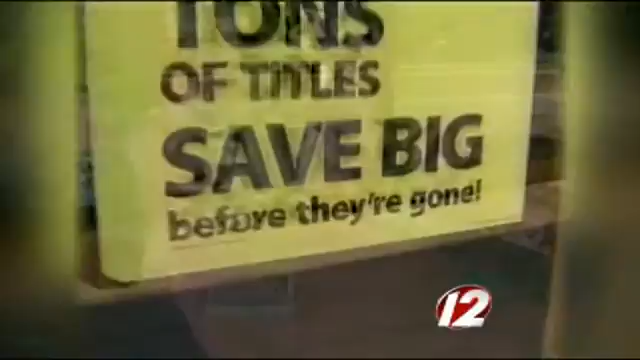 TONS
OF TITLES
SAVE BIG
before they're gone!
12